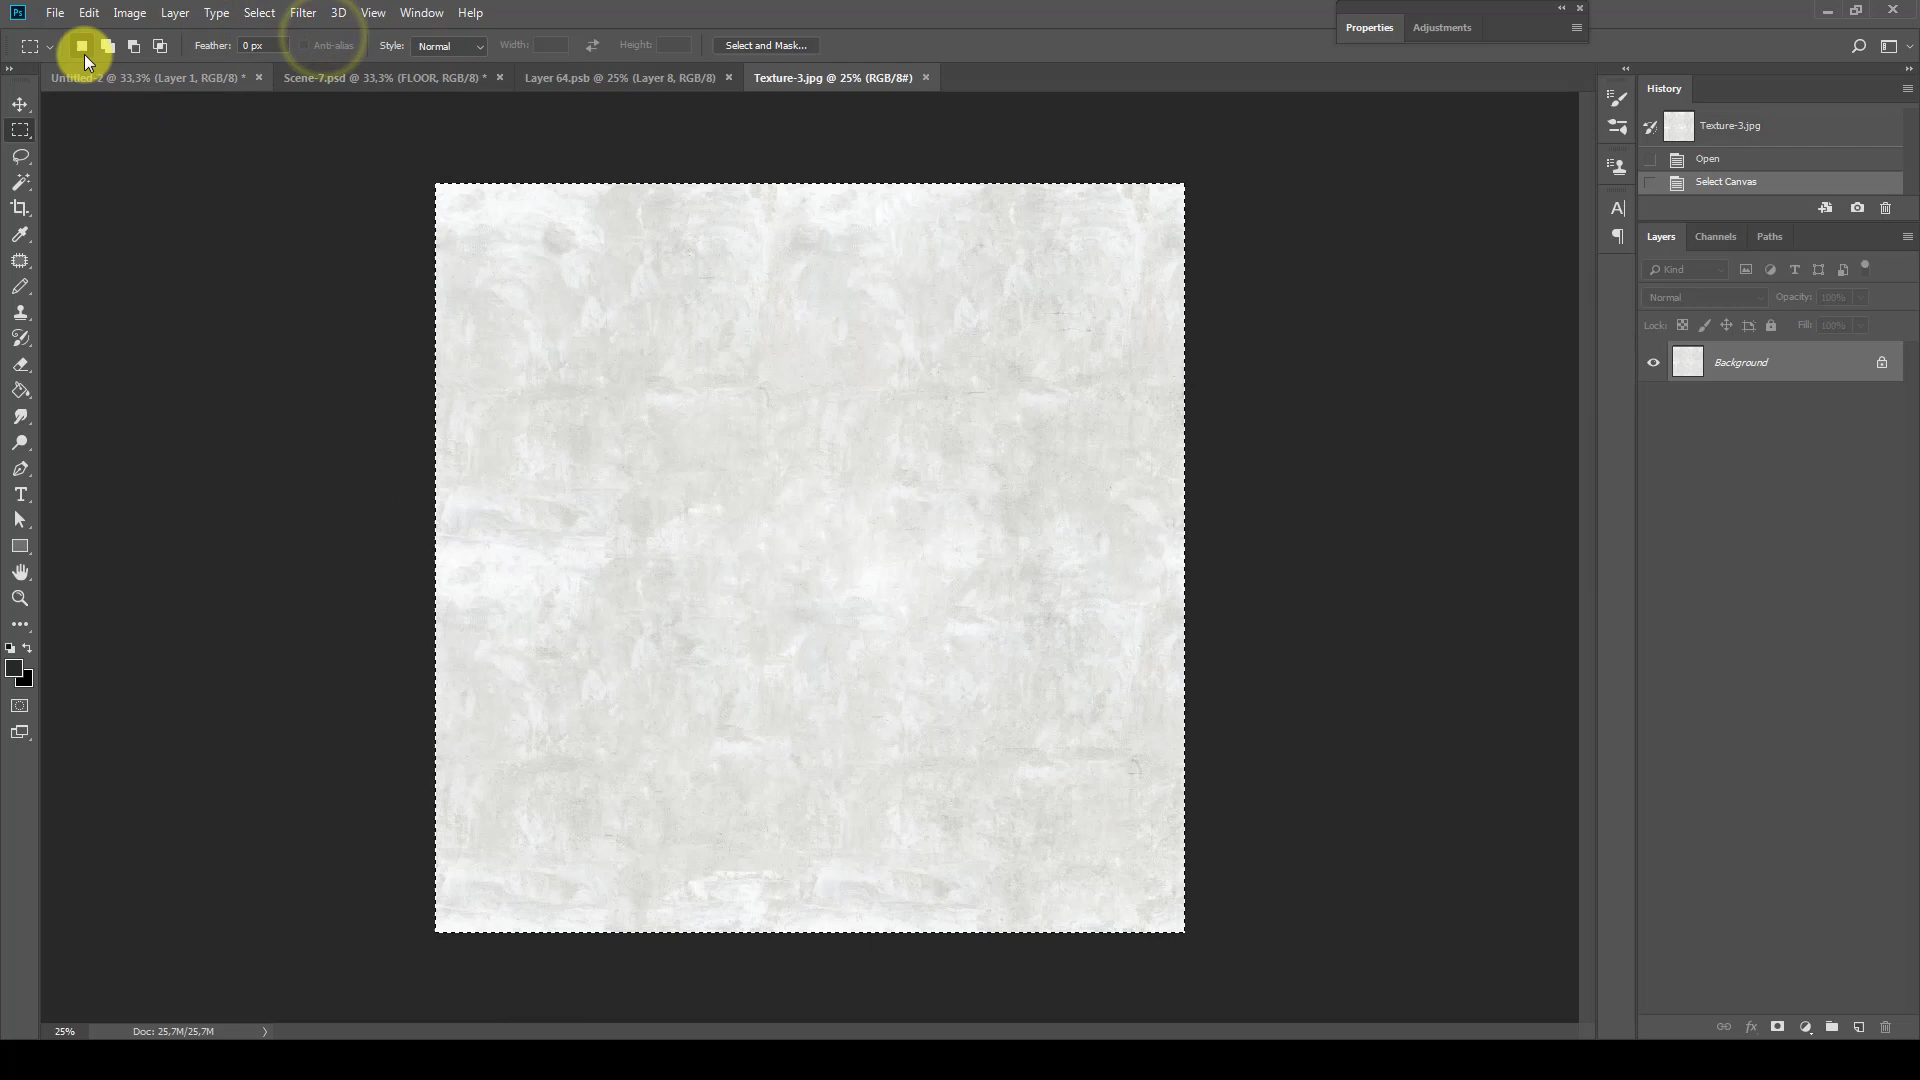 Ps File Edit Image Layer Type Select Filter 3D View Window Help
Properties Adjustments
Feather: 0 px Anti-alias Style: Normal Width: Height: Select and Mask...
Untitled-2 @ 33,3% (Layer 1, RGB/8) * Scene-7.psd @ 33,3% (FLOOR, RGB/8) * Layer 64.psb @ 25% (Layer 8, RGB/8) Texture-3.jpg @ 25% (RGB/8#)
History
Texture-3.jpg
Open
Select Canvas
Layers Channels Paths
Kind
Normal Opacity: 100%
Lock: Fill: 100%
Background
25% Doc: 25,7M/25,7M